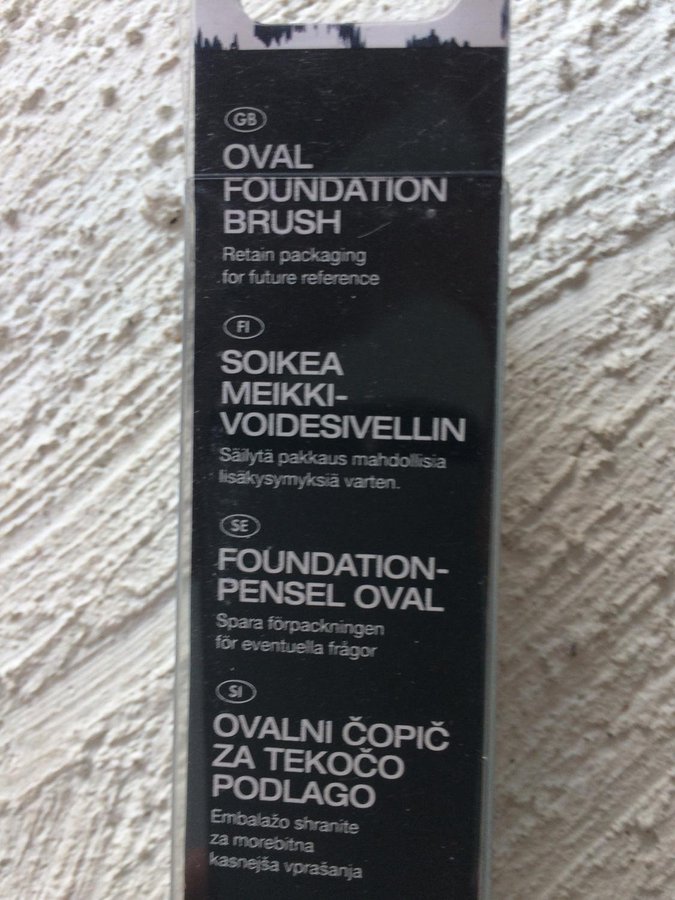 GB
OVAL
FOUNDATION
BRUSH
Retain packaging
for future reference
FI
SOIKEA
MEIKKI-
VOIDESIVELLIN
Säilytä pakkaus mahdollisia
lisäkysymyksiä varten.
SE
FOUNDATION-
PENSEL OVAL
Spara förpackningen
för eventuella frågor
SI
OVALNI ČOPIČ
ZA TEKOČO
PODLAGO
Embalažo shranite
za morebitna
kasnejša vprašanja